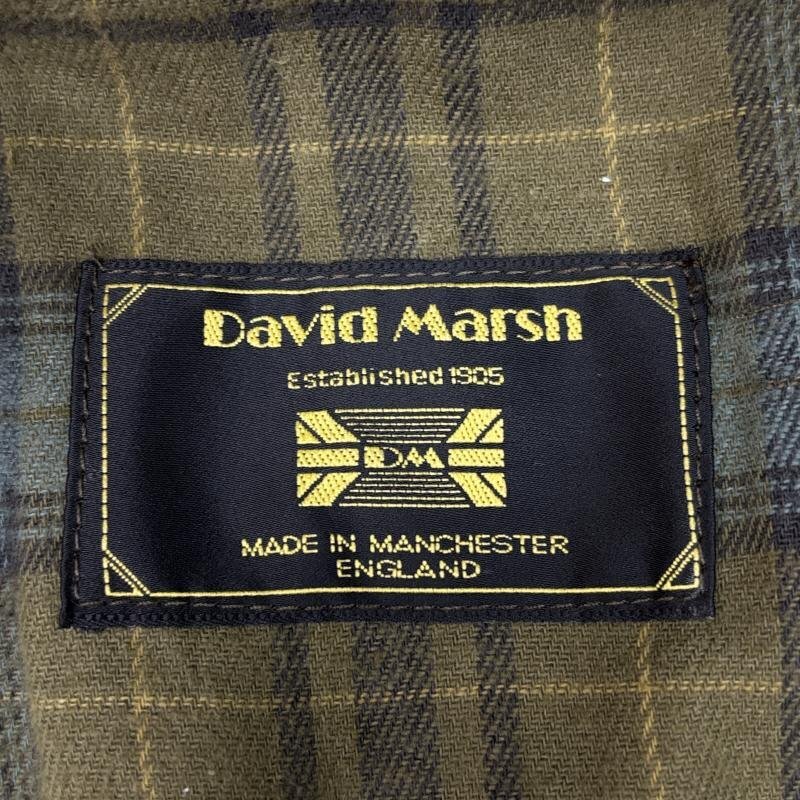 David Marsh
Established 1905
DM
MADE IN MANCHESTER
ENGLAND